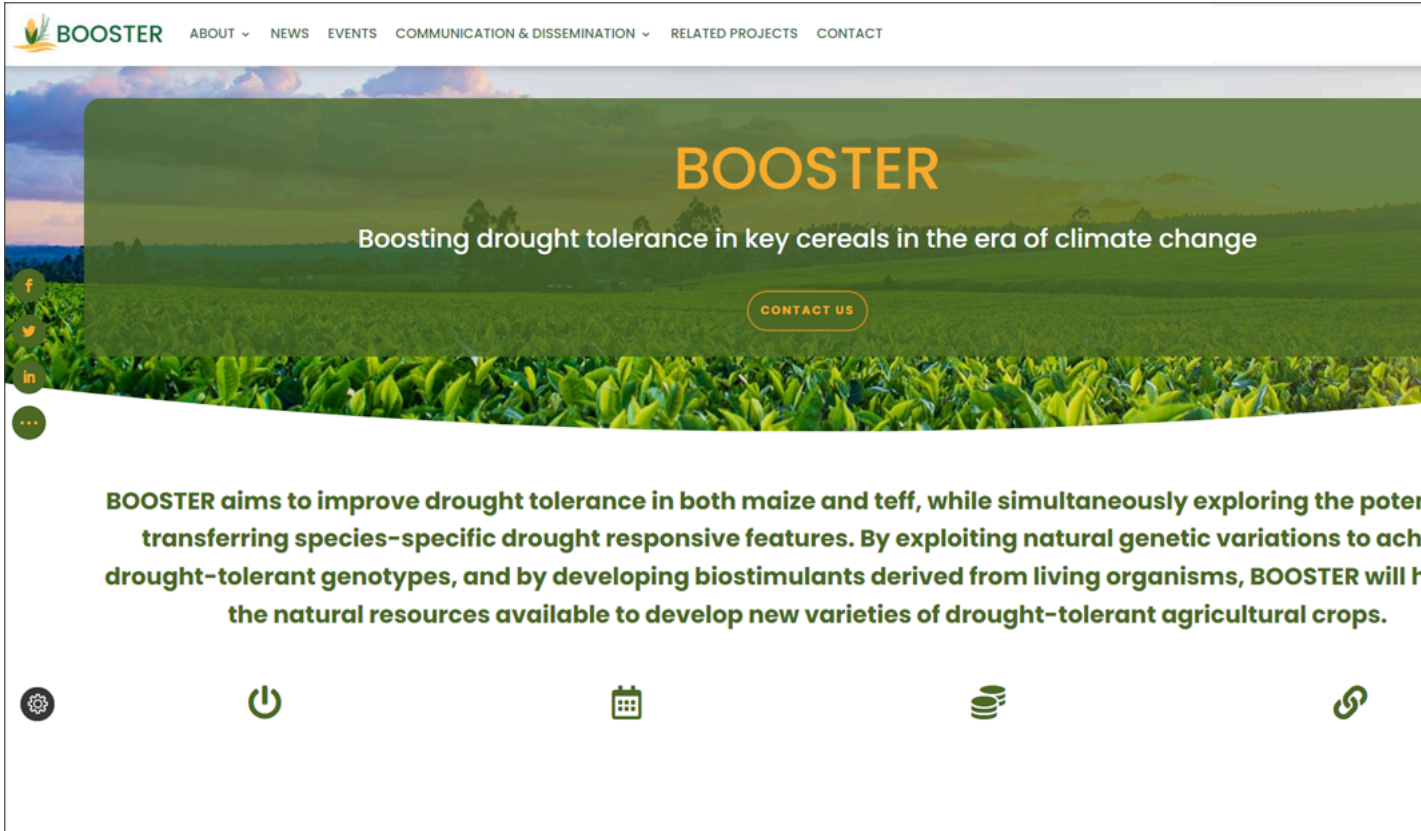 BOOSTER
ABOUT NEWS EVENTS COMMUNICATION & DISSEMINATION RELATED PROJECTS CONTACT
BOOSTER
Boosting drought tolerance in key cereals in the era of climate change
CONTACT US
f
in
BOOSTER aims to improve drought tolerance in both maize and teff, while simultaneously exploring the
transferring species-specific drought responsive features. By exploiting natural genetic variations to
drought-tolerant genotypes, and by developing biostimulants derived from living organisms, BOOSTER will
the natural resources available to develop new varieties of drought-tolerant agricultural crops.